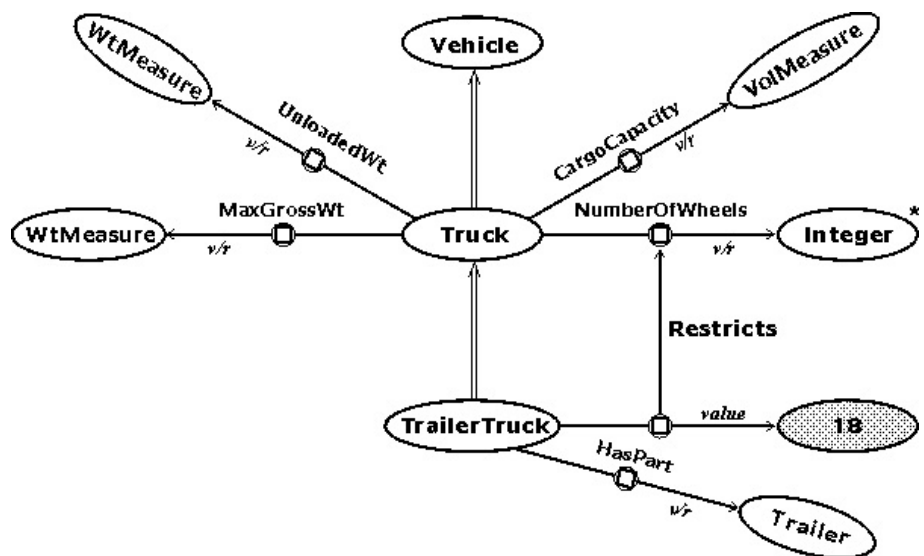 WtMeasure
Vehicle
VolMeasure
UnloadedWt
v/r
CargoCapacity
v/r
MaxGrossWt
NumberOfWheels
WtMeasure
v/r
Truck
v/r
Integer
*
Restricts
TrailerTruck
value
18
HasPart
v/r
Trailer